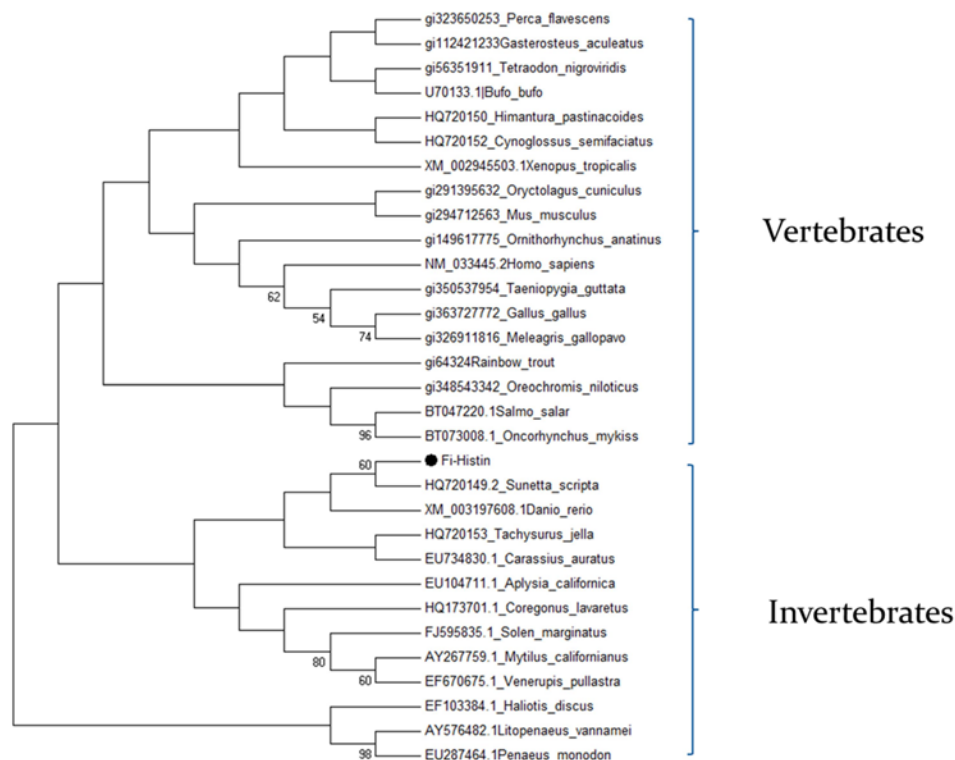 gi323650253_Perca_flavescens
gi112421233Gasterosteus_aculeatus
gi56351911_Tetraodon_nigroviridis
U70133.1|Bufo_bufo
HQ720150_Himantura_pastinacoides
HQ720152_Cynoglossus_semifaciatus
XM_002945503.1Xenopus_tropicalis
gi291395632_Oryctolagus_cuniculus
gi294712563_Mus_musculus
gi149617775_Ornithorhynchus_anatinus
Vertebrates
NM_033445.2Homo_sapiens
62
gi350537954_Taeniopygia_guttata
54
gi363727772_Gallus_gallus
74
gi326911816_Meleagris_gallopavo
gi64324Rainbow_trout
gi348543342_Oreochromis_niloticus
BT047220.1Salmo_salar
96
BT073008.1_Oncorhynchus_mykiss
60
Fi-Histin
HQ720149.2_Sunetta_scripta
XM_003197608.1Danio_rerio
HQ720153_Tachysurus_jella
EU734830.1_Carassius_auratus
EU104711.1_Aplysia_californica
HQ173701.1_Coregonus_lavaretus
Invertebrates
FJ595835.1_Solen_marginatus
80
AY267759.1_Mytilus_californianus
60
EF670675.1_Venerupis_pullastra
EF103384.1_Haliotis_discus
AY576482.1Litopenaeus_vannamei
98
EU287464.1Penaeus_monodon